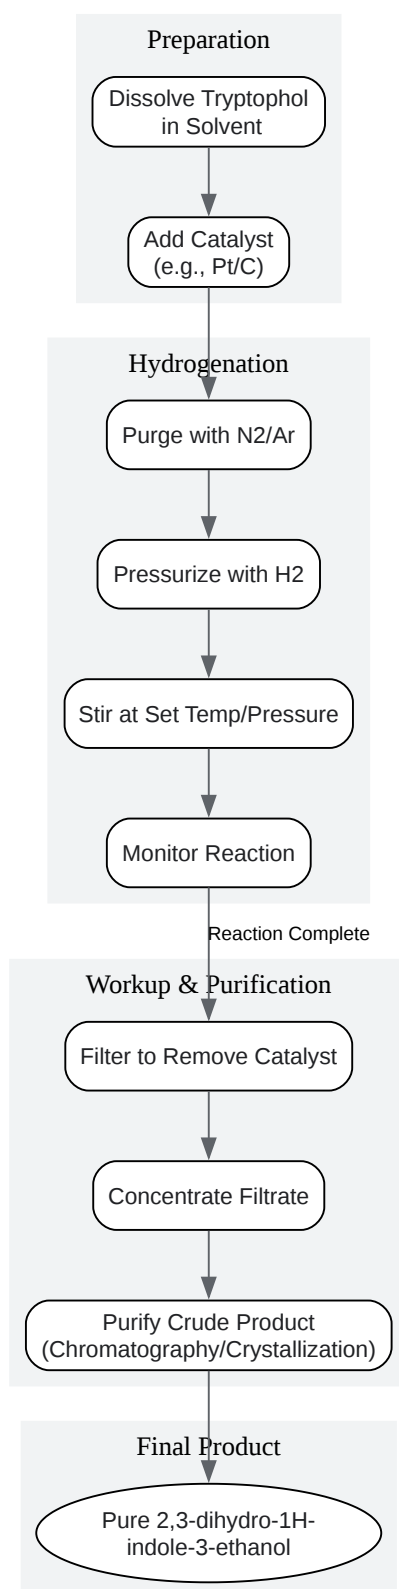 Preparation
Dissolve Tryptophol
in Solvent
Add Catalyst
(e.g., Pt/C)
Hydrogenation
Purge with N2/Ar
Pressurize with H2
Stir at Set Temp/Pressure
Monitor Reaction
Reaction Complete
Workup & Purification
Filter to Remove Catalyst
Concentrate Filtrate
Purify Crude Product
(Chromatography/Crystallization)
Final Product
Pure 2,3-dihydro-1H-
indole-3-ethanol